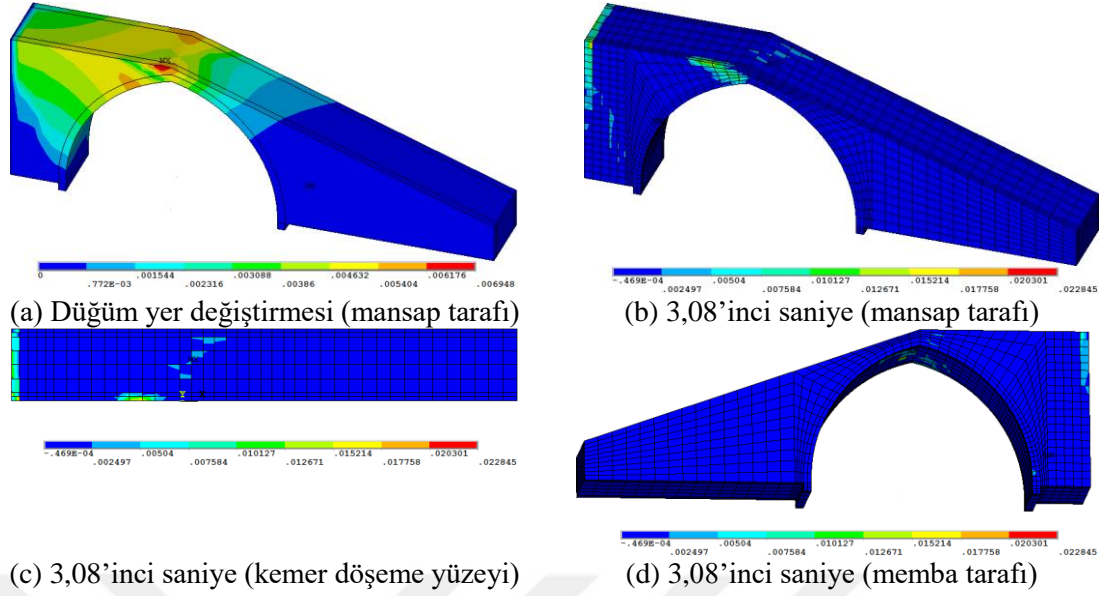 MX
0 .001544 .003088 .004632 .006176
.772E-03 .002316 .00386 .005404 .006948
(a) Düğüm yer değiştirmesi (mansap tarafı)
-.469E-04 .00504 .010127 .015214 .020301
.002497 .007584 .012671 .017758 .022845
(b) 3,08’inci saniye (mansap tarafı)
Y
-.469E-04 .00504 .010127 .015214 .020301
.002497 .007584 .012671 .017758 .022845
(c) 3,08’inci saniye (kemer döşeme yüzeyi)
-.469E-04 .00504 .010127 .015214 .020301
.002497 .007584 .012671 .017758 .022845
(d) 3,08’inci saniye (memba tarafı)